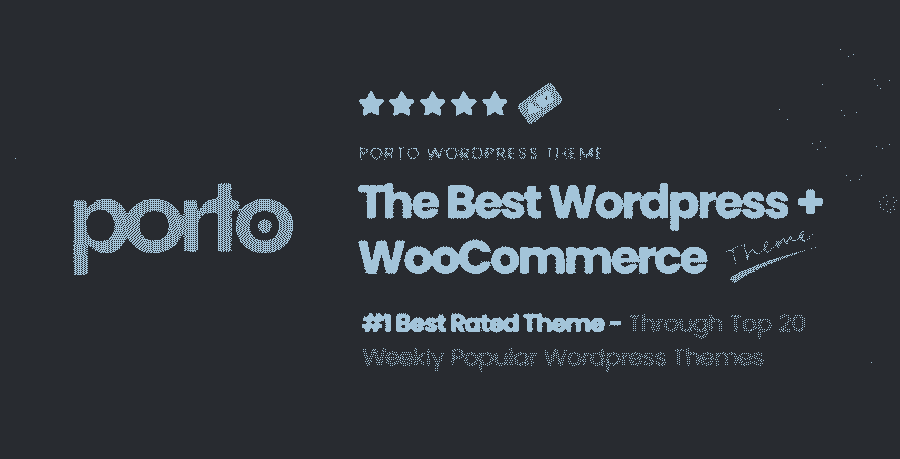 PORTO WORDPRESS THEME
porto
The Best Wordpress +
WooCommerce Theme
#1 Best Rated Theme - Through Top 20
Weekly Popular Wordpress Themes